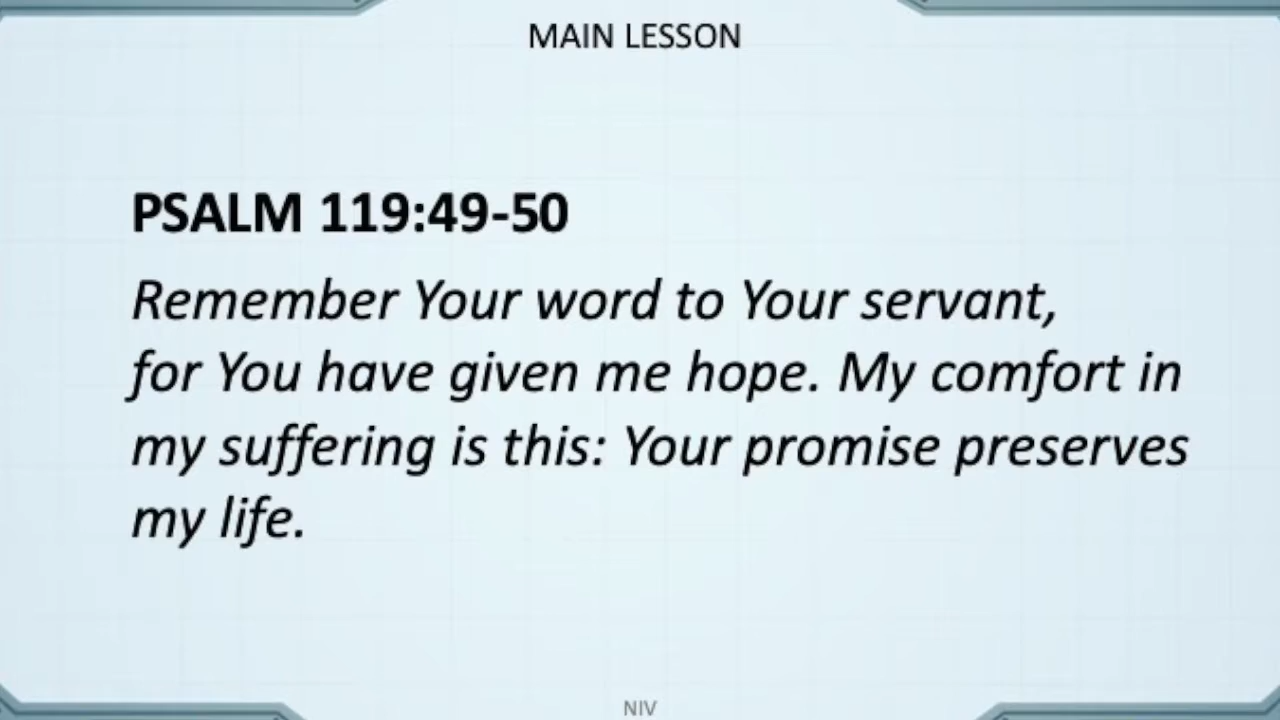 MAIN LESSON
PSALM 119:49-50
Remember Your word to Your servant,
for You have given me hope. My comfort in
my suffering is this: Your promise preserves
my life.
NIV